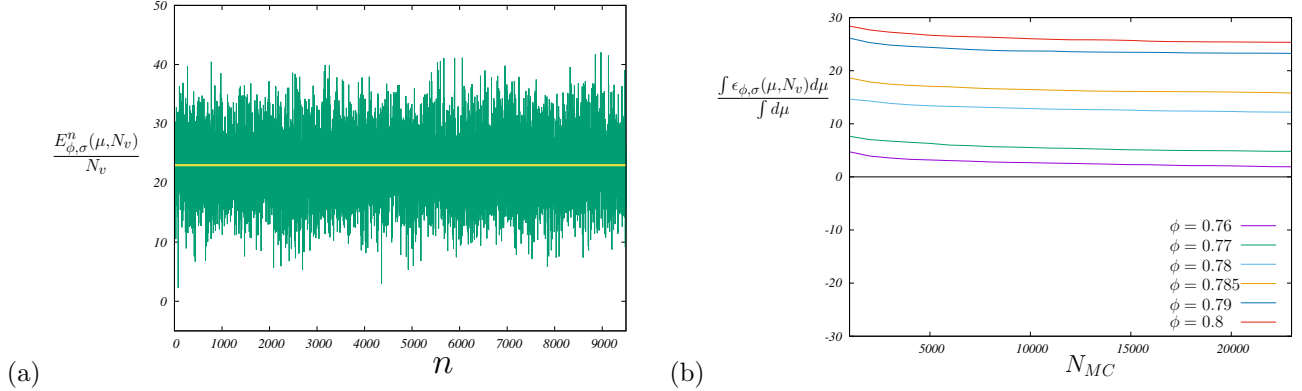 50
40
30
20
10
0
0 1000 2000 3000 4000 5000 6000 7000 8000 9000
n
E^n_{ϕ,σ}(μ,N_v)
N_v
(a)
30
20
10
0
-10
-20
-30
5000 10000 15000 20000
N_{MC}
∫ ϵ_{ϕ,σ}(μ,N_v)dμ
∫ dμ
ϕ = 0.76
ϕ = 0.77
ϕ = 0.78
ϕ = 0.785
ϕ = 0.79
ϕ = 0.8
(b)